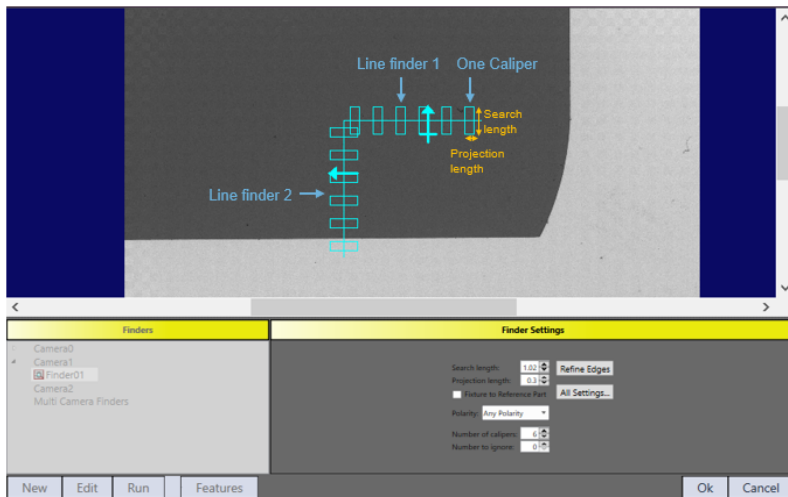 Line finder 1
One Caliper
Search
length
Projection
length
Line finder 2
Finders
Finder Settings
Camera0
Camera1
Finder01
Camera2
Multi Camera Finders
Search length: 1.02
Refine Edges
Projection length: 0.3
Fixture to Reference Part
All Settings...
Polarity: Any Polarity
Number of calipers: 6
Number to ignore: 0
New Edit Run Features Ok Cancel